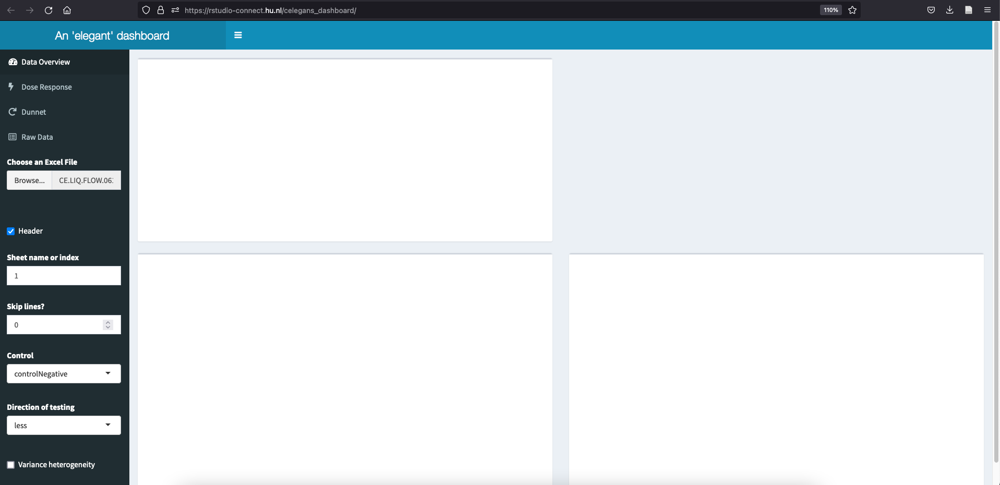 https://rstudio-connect.hu.nl/celegans_dashboard/
110%
An 'elegant' dashboard
Data Overview
Dose Response
Dunnet
Raw Data
Choose an Excel File
Browse... CE.LIQ.FLOW.06
Header
Sheet name or index
1
Skip lines?
0
Control
controlNegative
Direction of testing
less
Variance heterogeneity